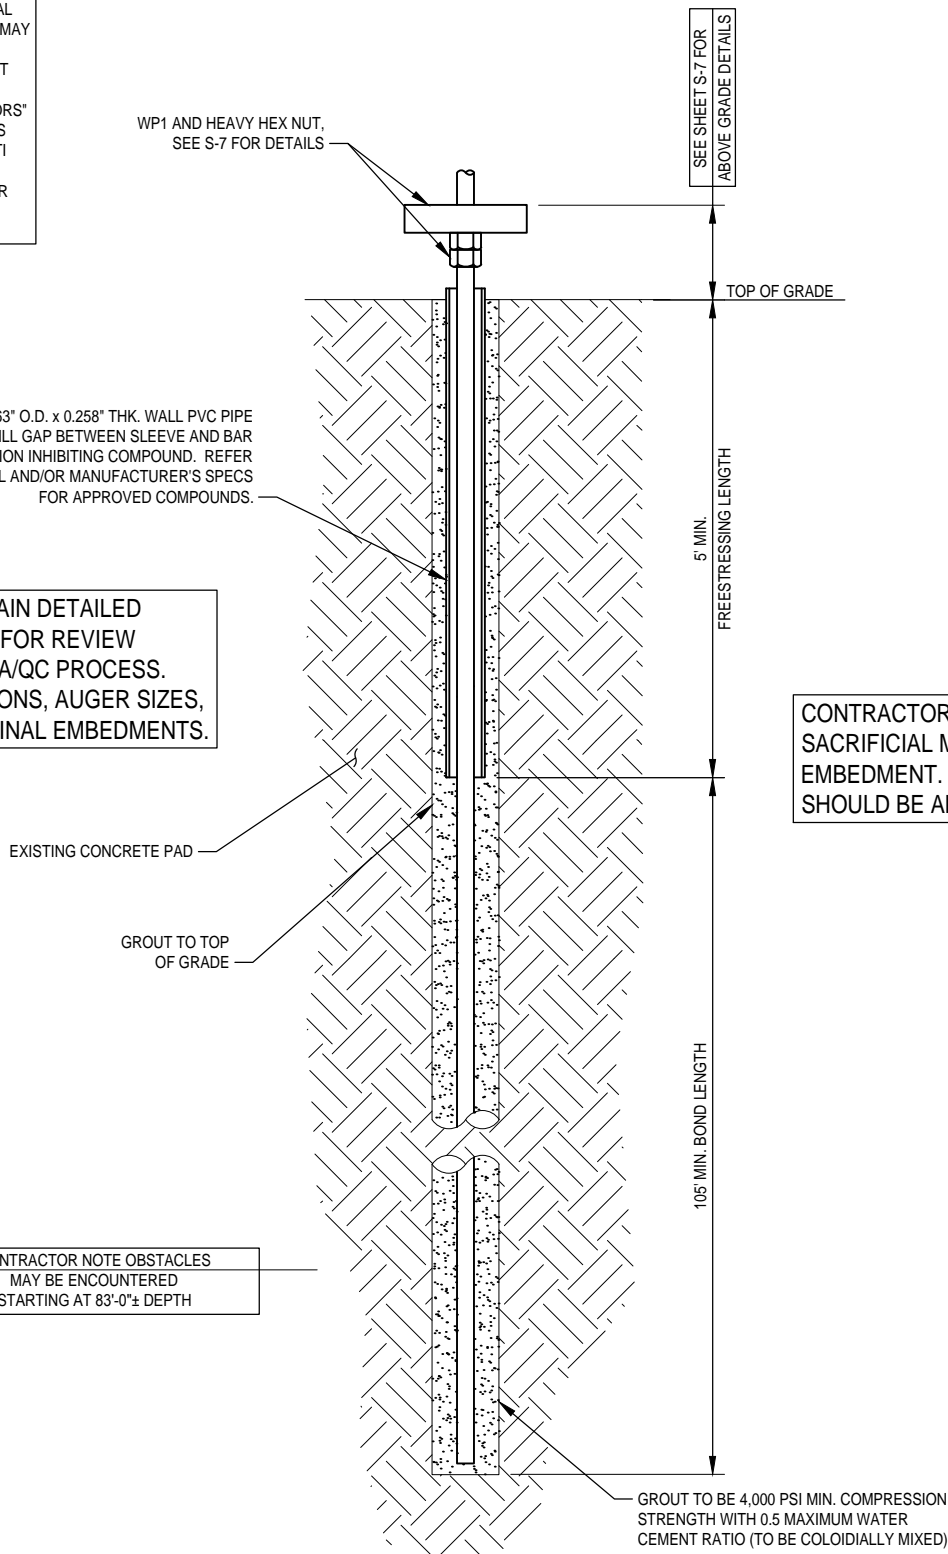 AL
MAY
T
ORS"
S
TI
R
WP1 AND HEAVY HEX NUT,
SEE S-7 FOR DETAILS
SEE SHEET S-7 FOR
ABOVE GRADE DETAILS
TOP OF GRADE
63" O.D. x 0.258" THK. WALL PVC PIPE
ILL GAP BETWEEN SLEEVE AND BAR
ION INHIBITING COMPOUND. REFER
L AND/OR MANUFACTURER'S SPECS
FOR APPROVED COMPOUNDS.
5' MIN.
FREESTRESSING LENGTH
AIN DETAILED
FOR REVIEW
A/QC PROCESS.
ONS, AUGER SIZES,
INAL EMBEDMENTS.
CONTRACTOR
SACRIFICIAL M
EMBEDMENT.
SHOULD BE A
EXISTING CONCRETE PAD
GROUT TO TOP
OF GRADE
105' MIN. BOND LENGTH
NTRACTOR NOTE OBSTACLES
MAY BE ENCOUNTERED
STARTING AT 83'-0"± DEPTH
GROUT TO BE 4,000 PSI MIN. COMPRESSION
STRENGTH WITH 0.5 MAXIMUM WATER
CEMENT RATIO (TO BE COLOIDIALLY MIXED)